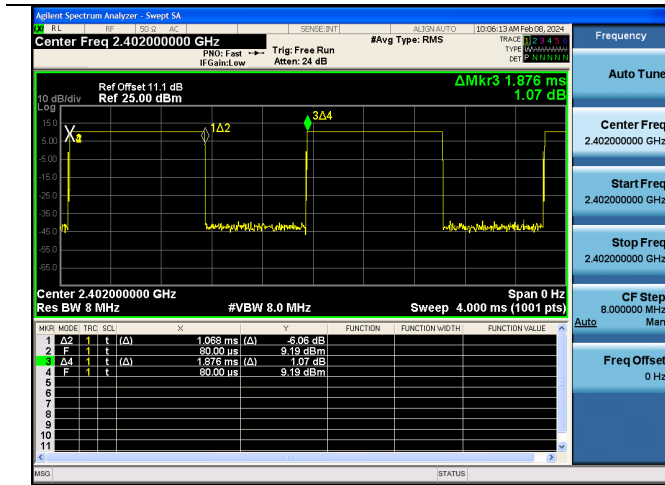 Agilent Spectrum Analyzer - Swept SA
RL RF 50 Ω AC SENSE:INT ALIGN AUTO 10:06:13 AM Feb 08, 2024
Center Freq 2.402000000 GHz #Avg Type: RMS TRACE 1 2 3 4 5
PNO: Fast Trig: Free Run TYPE
IFGain:Low Atten: 24 dB DET P N N N N N
Frequency
Auto Tune
Ref Offset 11.1 dB ΔMkr3 1.876 ms
10 dB/div Ref 25.00 dBm 1.07 dB
Log
15.0
5.00
-5.00
-15.0
-25.0
-35.0
-45.0
-55.0
-65.0
1Δ2
3Δ4
Center Freq
2.402000000 GHz
Start Freq
2.402000000 GHz
Stop Freq
2.402000000 GHz
Center 2.402000000 GHz Span 0 Hz
Res BW 8 MHz #VBW 8.0 MHz Sweep 4.000 ms (1001 pts)
CF Step
8.000000 MHz
Auto Man
Freq Offset
0 Hz
MKR MODE TRC SCL X Y FUNCTION FUNCTION WIDTH FUNCTION VALUE
1 Δ2 1 t (Δ) 1.068 ms (Δ) -6.06 dB
2 F 1 t 80.00 µs 9.19 dBm
3 Δ4 1 t (Δ) 1.876 ms (Δ) 1.07 dB
4 F 1 t 80.00 µs 9.19 dBm
5
6
7
8
9
10
11
MSG STATUS